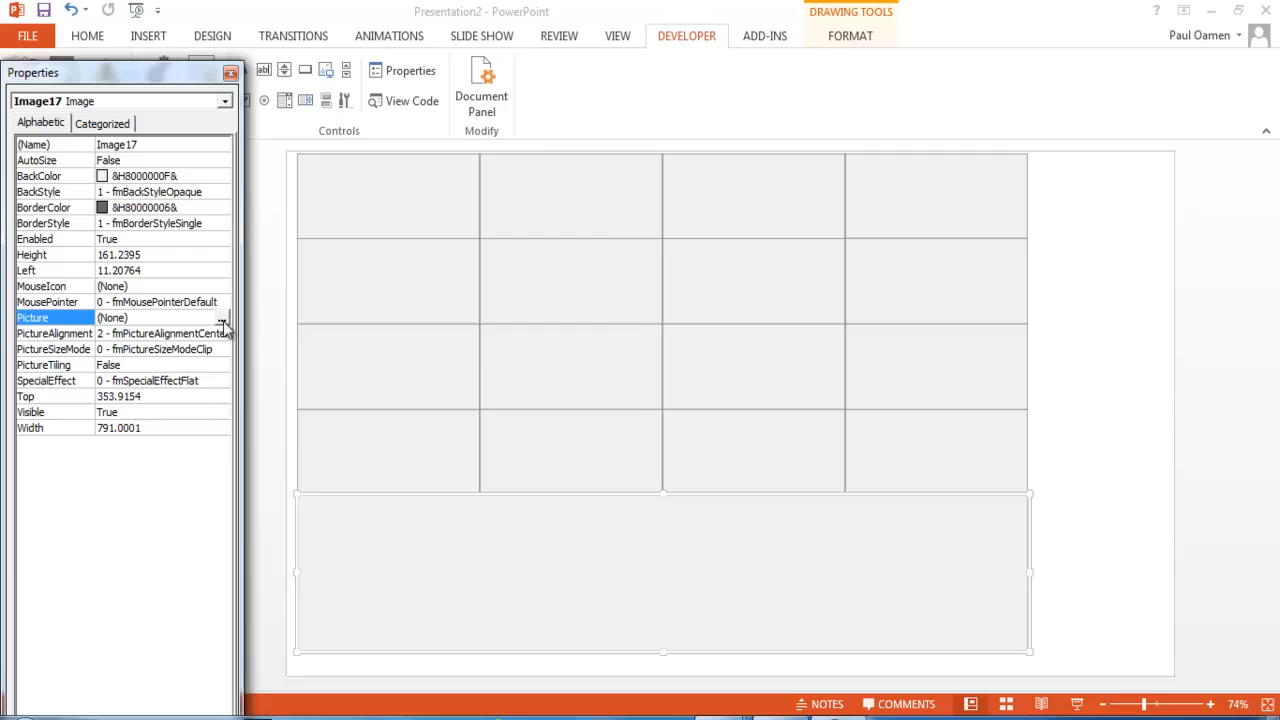 Presentation2 - PowerPoint
DRAWING TOOLS
?
FILE
HOME
INSERT
DESIGN
TRANSITIONS
ANIMATIONS
SLIDE SHOW
REVIEW
VIEW
DEVELOPER
ADD-INS
FORMAT
Paul Oamen
Properties
View Code
Controls
Document
Panel
Modify
Properties
Image17 Image
Alphabetic
Categorized
(Name) Image17
AutoSize False
BackColor &H8000000F&
BackStyle 1 - fmBackStyleOpaque
BorderColor &H80000006&
BorderStyle 1 - fmBorderStyleSingle
Enabled True
Height 161.2395
Left 11.20764
MouseIcon (None)
MousePointer 0 - fmMousePointerDefault
Picture (None) ...
PictureAlignment 2 - fmPictureAlignmentCente
PictureSizeMode 0 - fmPictureSizeModeClip
PictureTiling False
SpecialEffect 0 - fmSpecialEffectFlat
Top 353.9154
Visible True
Width 791.0001
NOTES
COMMENTS
74%